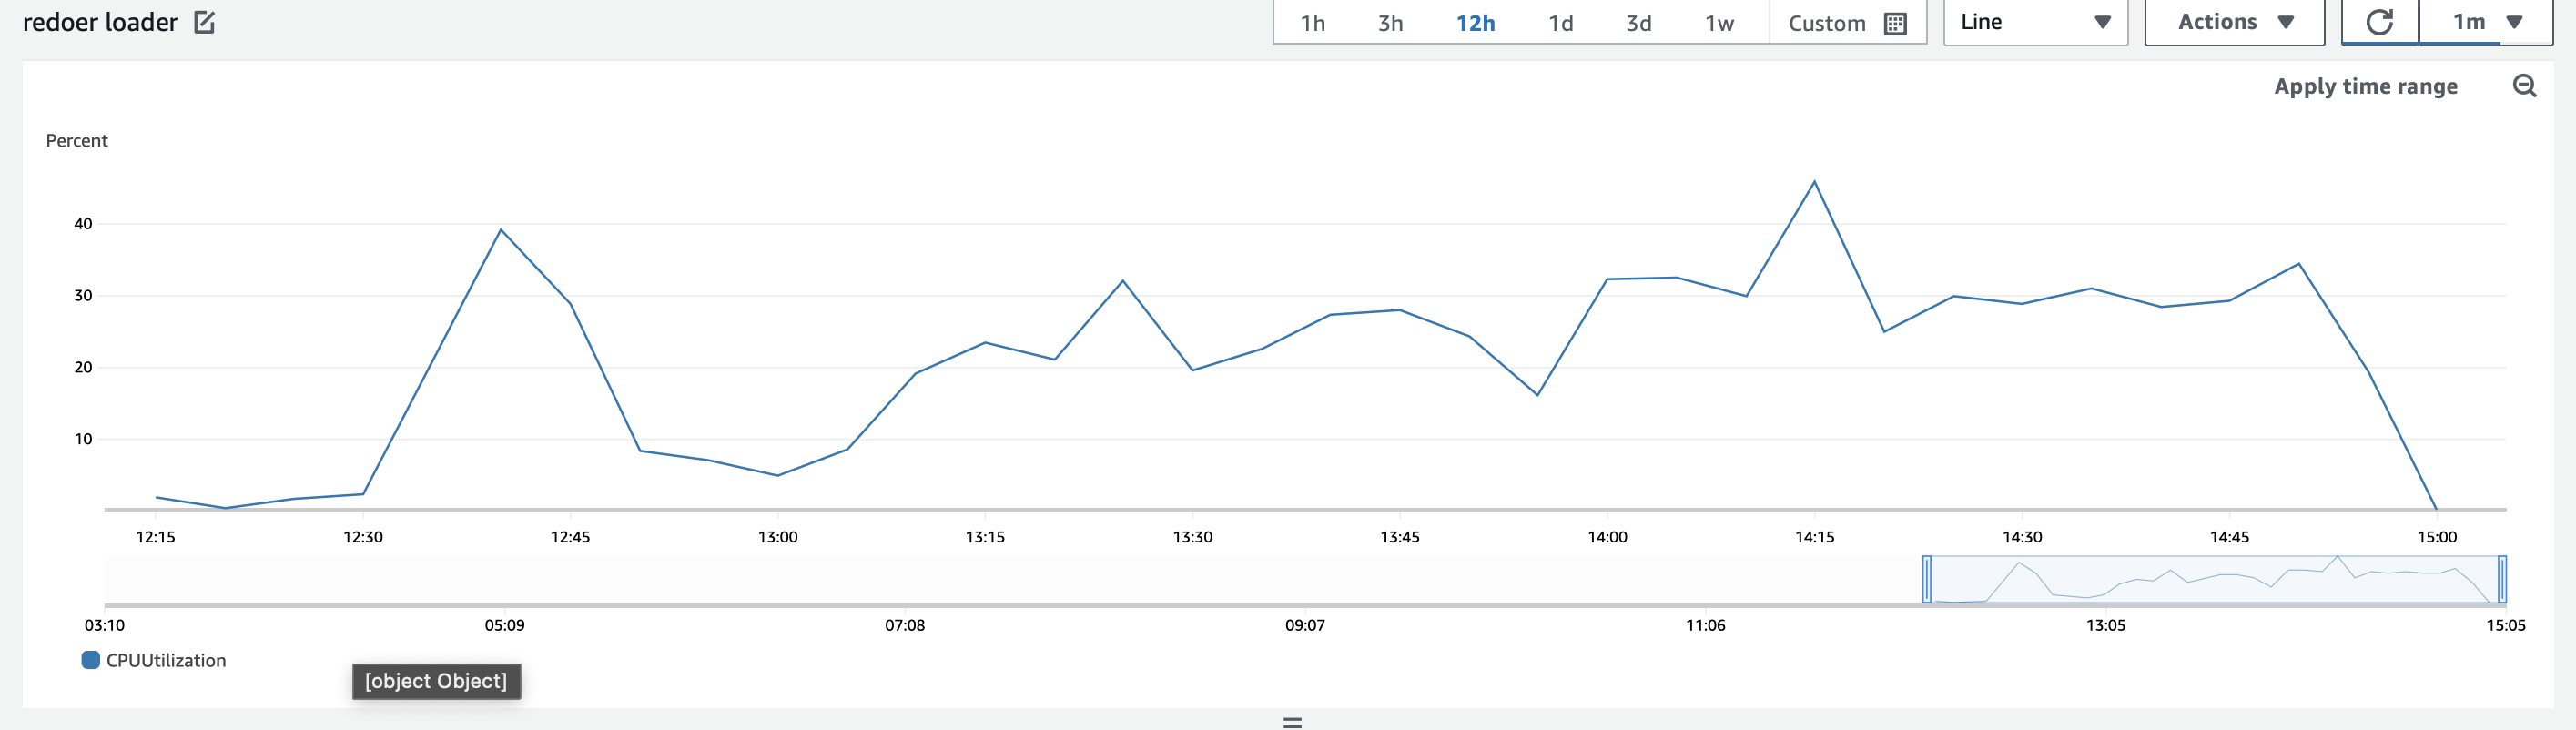 redoer loader
1h 3h 12h 1d 3d 1w Custom Line Actions 1m
Apply time range
Percent
40
30
20
10
12:15 12:30 12:45 13:00 13:15 13:30 13:45 14:00 14:15 14:30 14:45 15:00
03:10 05:09 07:08 09:07 11:06 13:05 15:05
CPUUtilization
[object Object]